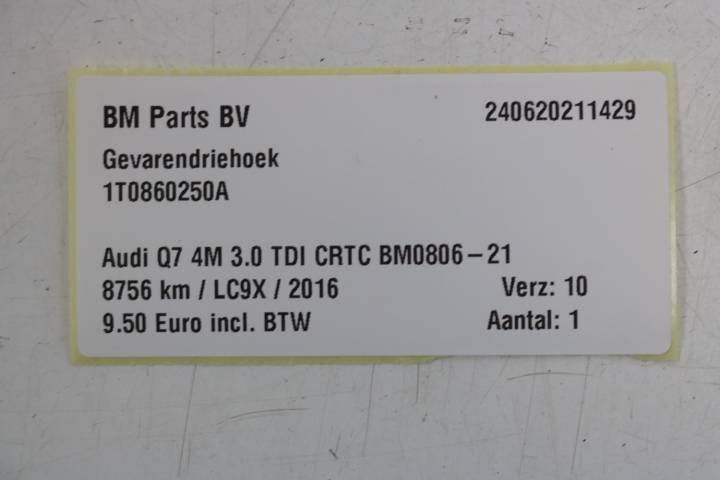 BM Parts BV 240620211429
Gevarendriehoek
1T0860250A
Audi Q7 4M 3.0 TDI CRTC BM0806-21
8756 km / LC9X / 2016 Verz: 10
9.50 Euro incl. BTW Aantal: 1